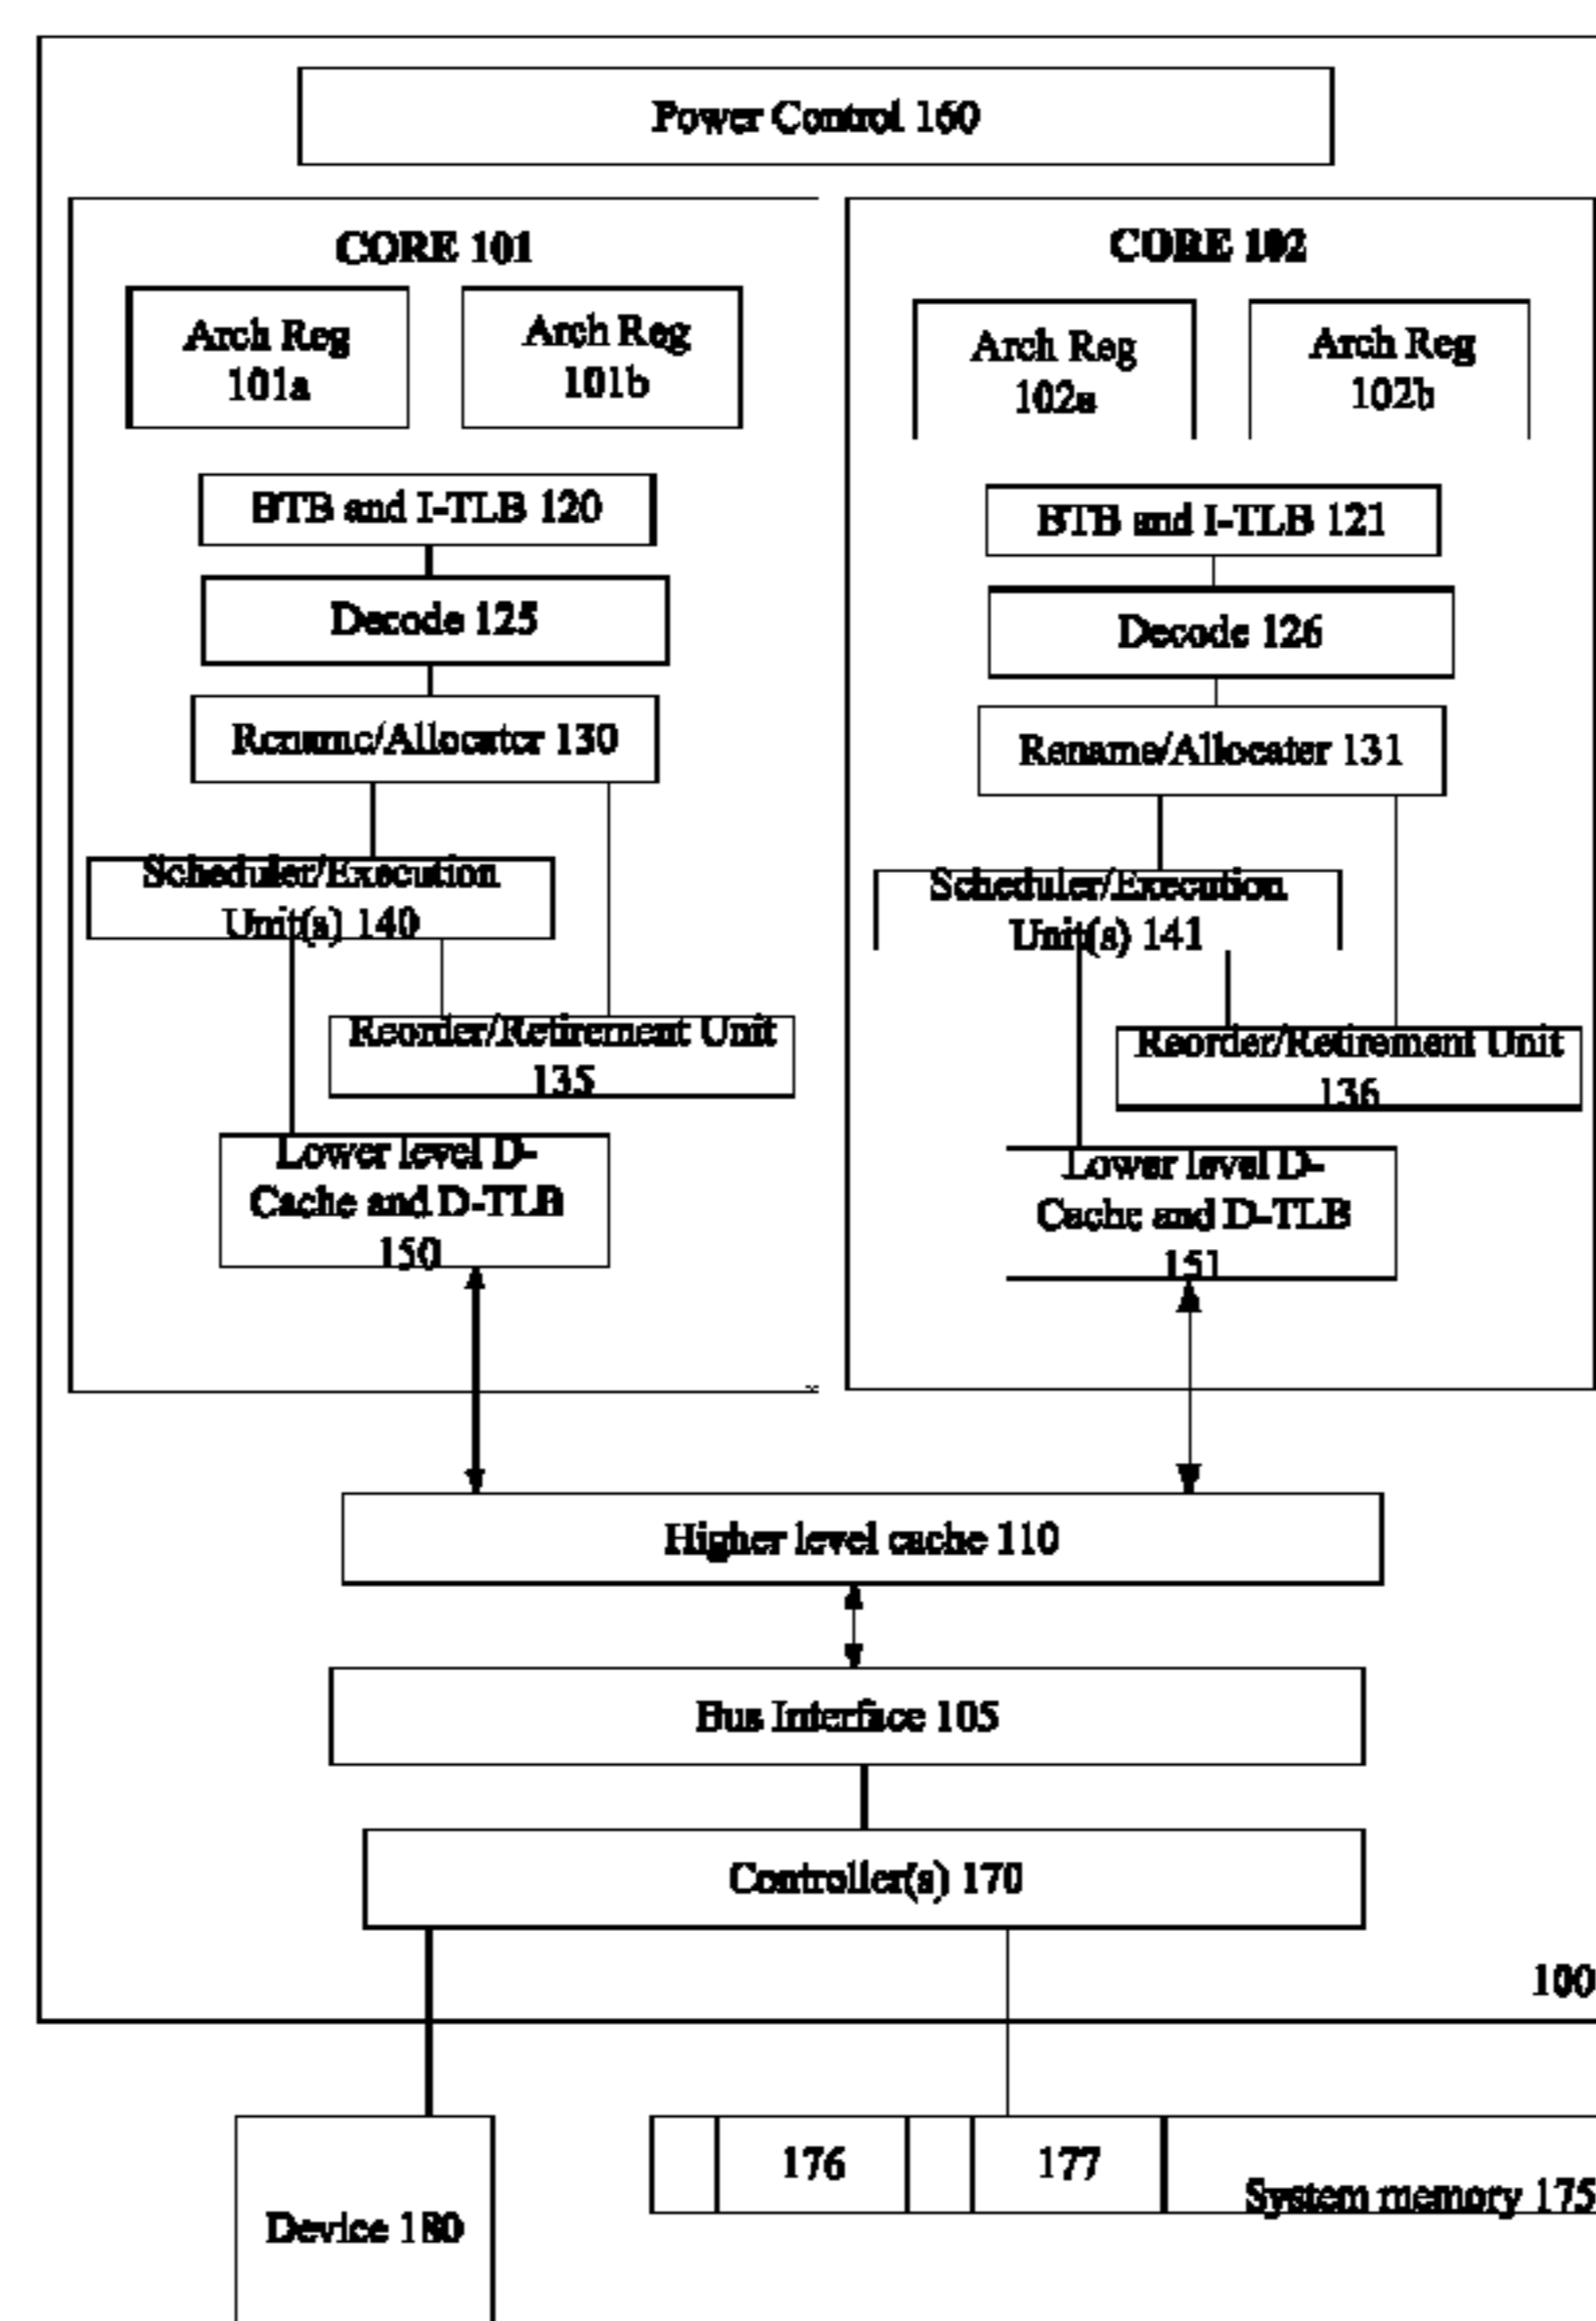 Power Control 160
CORE 101
Arch Reg
101a
Arch Reg
101b
BTB and I-TLB 120
Decode 125
Rename/Allocater 130
Scheduler/Execution
Unit(s) 140
Reorder/Retirement Unit
135
Lower level D-
Cache and D-TLB
150
CORE 102
Arch Reg
102a
Arch Reg
102b
BTB and I-TLB 121
Decode 126
Rename/Allocater 131
Scheduler/Execution
Unit(s) 141
Reorder/Retirement Unit
136
Lower level D-
Cache and D-TLB
151
Higher level cache 110
Bus Interface 105
Controller(s) 170
100
Device 180
176
177
System memory 175